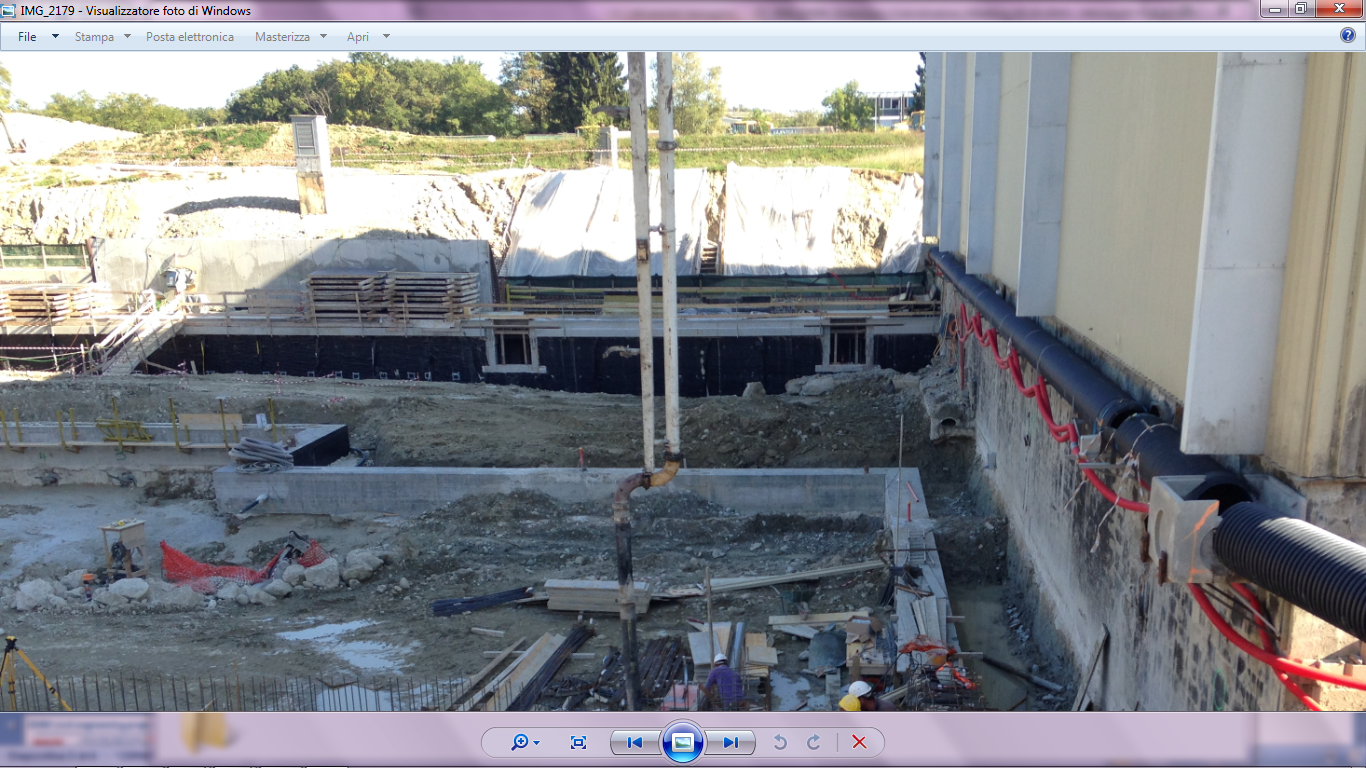 IMG_2179 - Visualizzatore foto di Windows
File Stampa Posta elettronica Masterizza Apri